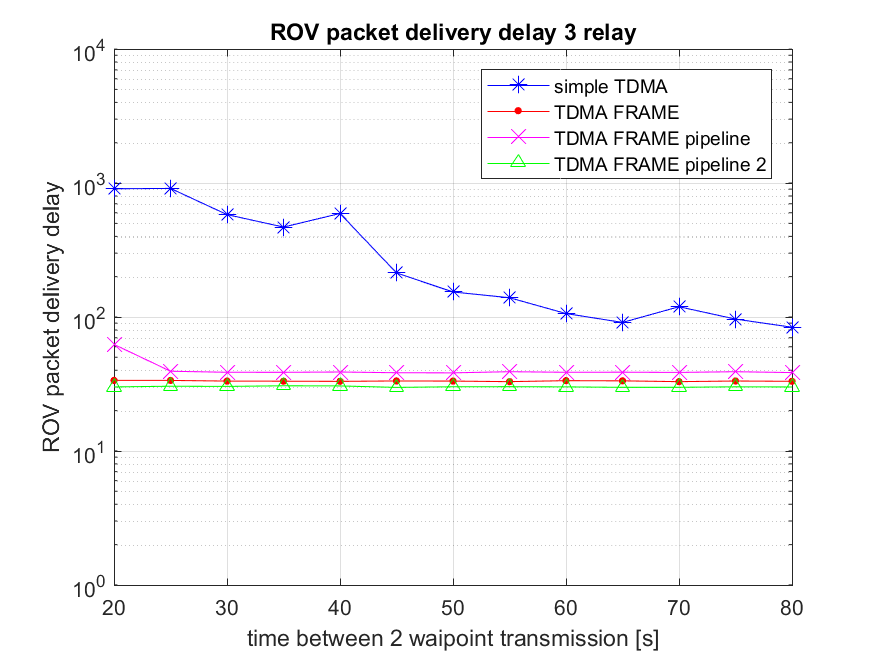 ROV packet delivery delay 3 relay
simple TDMA
TDMA FRAME
TDMA FRAME pipeline
TDMA FRAME pipeline 2
ROV packet delivery delay
10^4
10^3
10^2
10^1
10^0
20 30 40 50 60 70 80
time between 2 waipoint transmission [s]